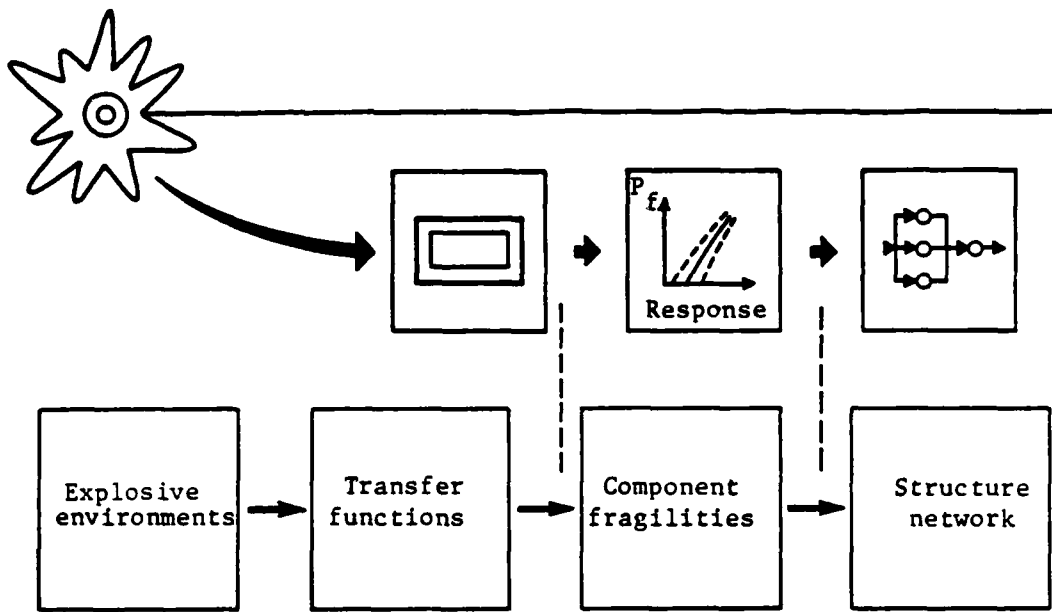 P
f
Response
Explosive
environments
Transfer
functions
Component
fragilities
Structure
network